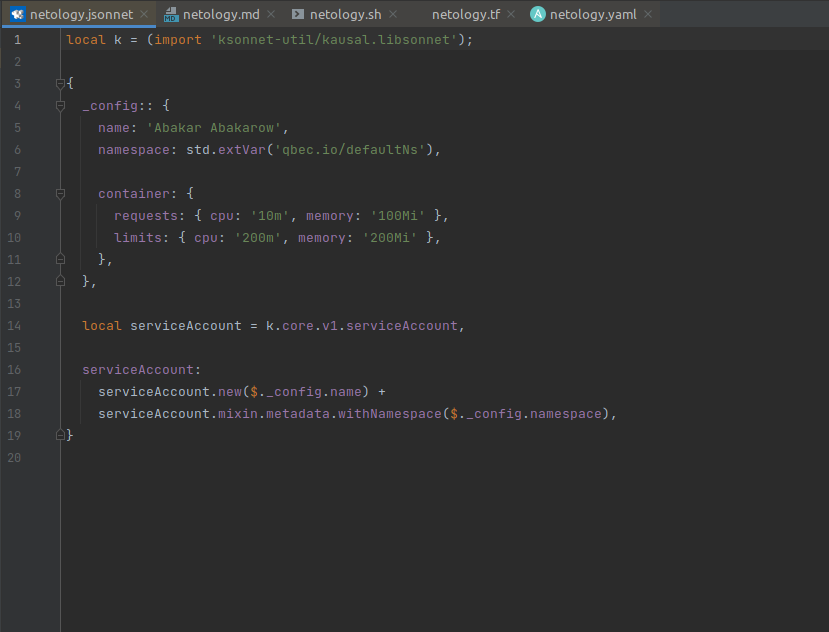 netology.jsonnet netology.md netology.sh netology.tf netology.yaml
1 local k = (import 'ksonnet-util/kausal.libsonnet');
2
3 {
4   _config:: {
5     name: 'Abakar Abakarow',
6     namespace: std.extVar('qbec.io/defaultNs'),
7
8     container: {
9       requests: { cpu: '10m', memory: '100Mi' },
10       limits: { cpu: '200m', memory: '200Mi' },
11     },
12   },
13
14   local serviceAccount = k.core.v1.serviceAccount,
15
16   serviceAccount:
17     serviceAccount.new($._config.name) +
18     serviceAccount.mixin.metadata.withNamespace($._config.namespace),
19 }
20